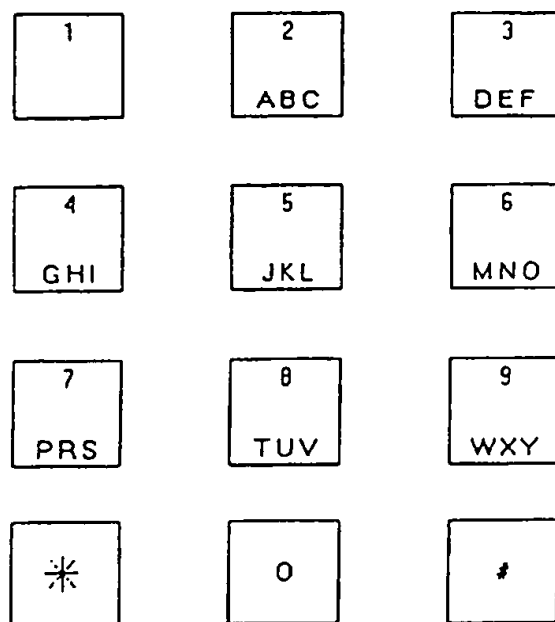 1 2 3
ABC DEF
4 5 6
GHI JKL MNO
7 8 9
PRS TUV WXY
* 0 #